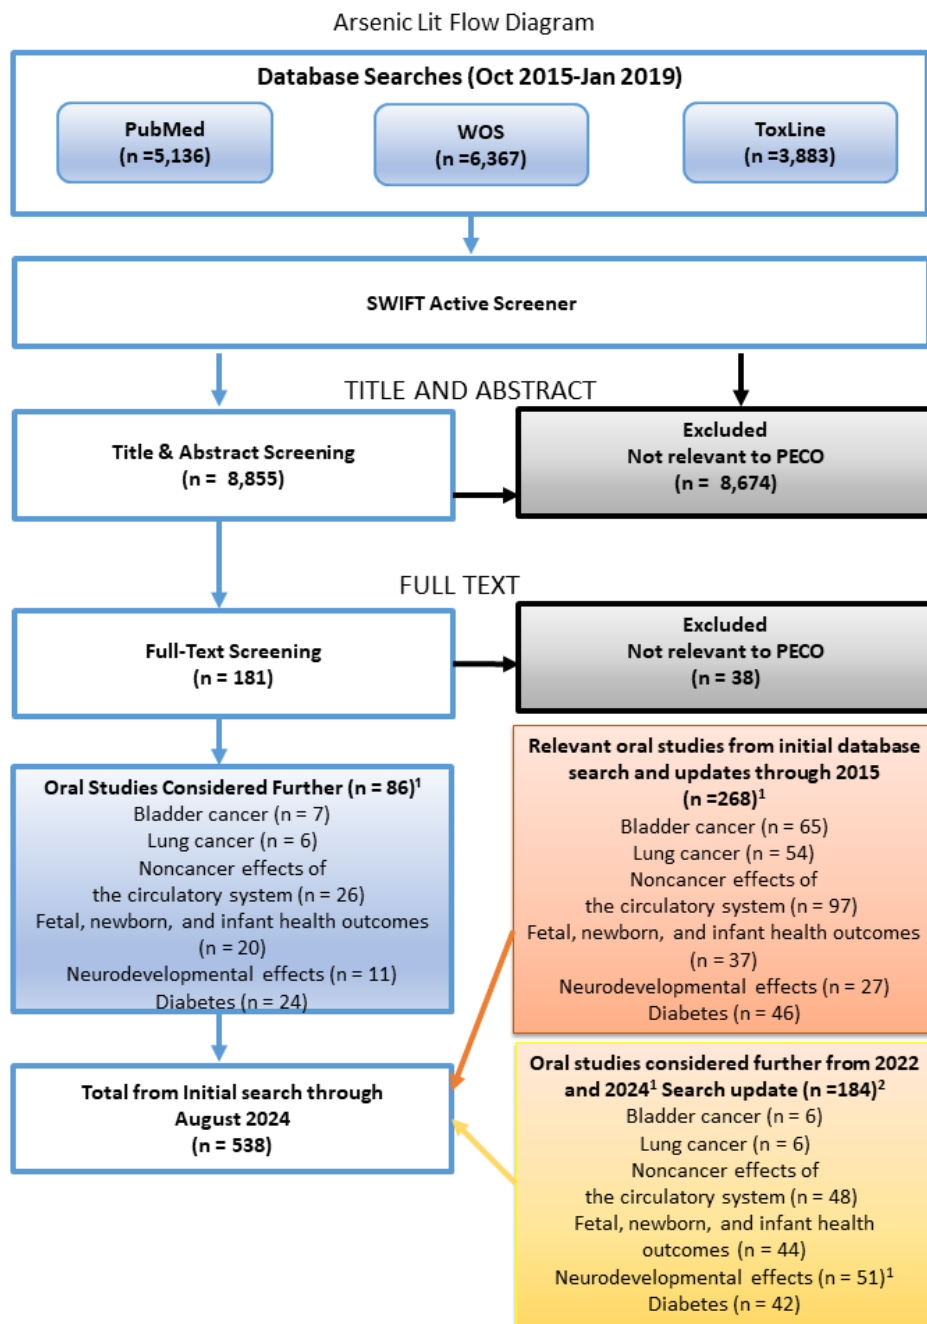 Arsenic Lit Flow Diagram
Database Searches (Oct 2015-Jan 2019)
PubMed
(n =5,136)
WOS
(n =6,367)
ToxLine
(n =3,883)
SWIFT Active Screener
TITLE AND ABSTRACT
Title & Abstract Screening
(n = 8,855)
Excluded
Not relevant to PECO
(n = 8,674)
FULL TEXT
Full-Text Screening
(n = 181)
Excluded
Not relevant to PECO
(n = 38)
Oral Studies Considered Further (n = 86)¹
Bladder cancer (n = 7)
Lung cancer (n = 6)
Noncancer effects of
the circulatory system (n = 26)
Fetal, newborn, and infant health outcomes
(n = 20)
Neurodevelopmental effects (n = 11)
Diabetes (n = 24)
Relevant oral studies from initial database
search and updates through 2015
(n =268)¹
Bladder cancer (n = 65)
Lung cancer (n = 54)
Noncancer effects of
the circulatory system (n = 97)
Fetal, newborn, and infant health outcomes
(n = 37)
Neurodevelopmental effects (n = 27)
Diabetes (n = 46)
Total from Initial search through
August 2024
(n = 538)
Oral studies considered further from 2022
and 2024¹ Search update (n =184)²
Bladder cancer (n = 6)
Lung cancer (n = 6)
Noncancer effects of
the circulatory system (n = 48)
Fetal, newborn, and infant health
outcomes (n = 44)
Neurodevelopmental effects (n = 51)¹
Diabetes (n = 42)